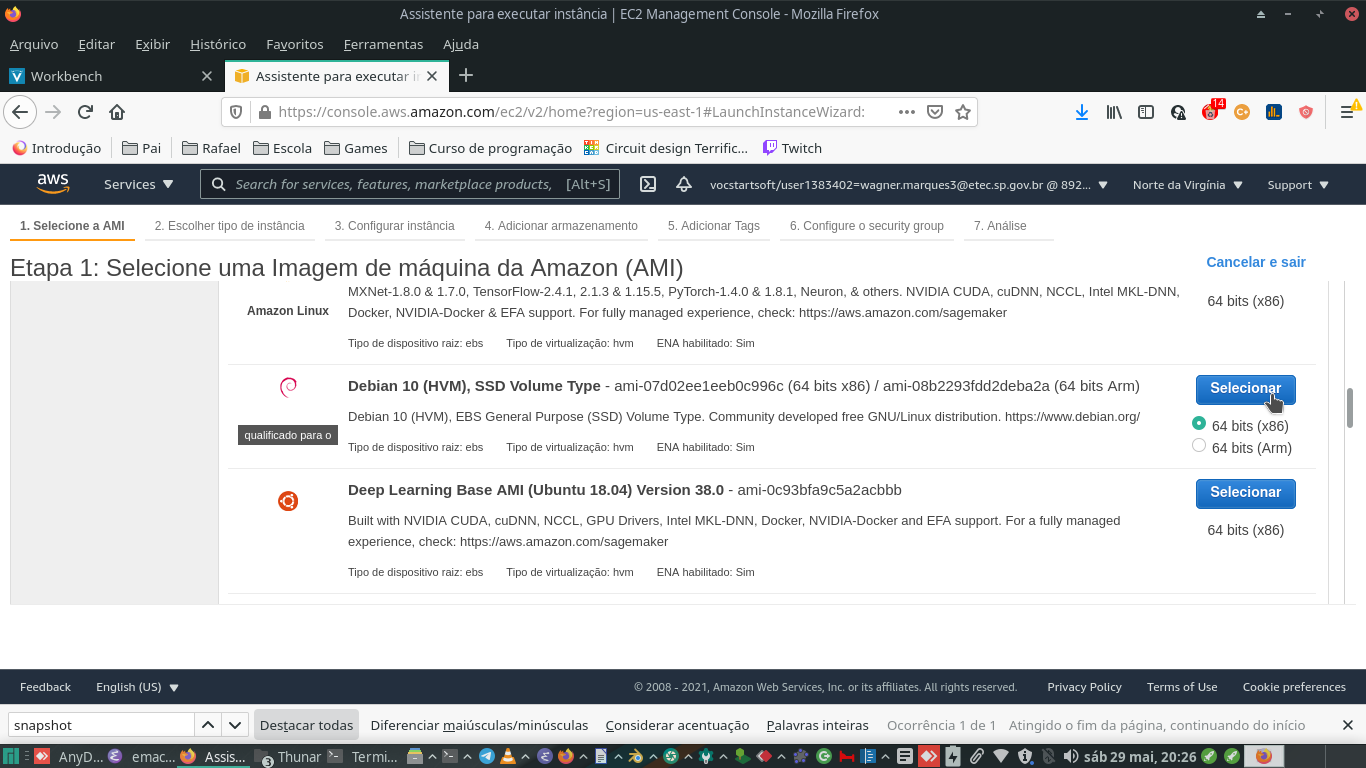 Assistente para executar instância | EC2 Management Console - Mozilla Firefox
Arquivo Editar Exibir Histórico Favoritos Ferramentas Ajuda
Workbench
Assistente para executar i
https://console.aws.amazon.com/ec2/v2/home?region=us-east-1#LaunchInstanceWizard:
14
Introdução Pai Rafael Escola Games Curso de programação Circuit design Terrific... Twitch
aws Services Search for services, features, marketplace products, [Alt+S] vocstartsoft/user1383402=wagner.marques3@etec.sp.gov.br @ 892... Norte da Virgínia Support
1. Selecione a AMI 2. Escolher tipo de instância 3. Configurar instância 4. Adicionar armazenamento 5. Adicionar Tags 6. Configure o security group 7. Análise
Etapa 1: Selecione uma Imagem de máquina da Amazon (AMI)
Cancelar e sair
Amazon Linux
MXNet-1.8.0 & 1.7.0, TensorFlow-2.4.1, 2.1.3 & 1.15.5, PyTorch-1.4.0 & 1.8.1, Neuron, & others. NVIDIA CUDA, cuDNN, NCCL, Intel MKL-DNN,
Docker, NVIDIA-Docker & EFA support. For fully managed experience, check: https://aws.amazon.com/sagemaker
64 bits (x86)
Tipo de dispositivo raiz: ebs Tipo de virtualização: hvm ENA habilitado: Sim
Debian 10 (HVM), SSD Volume Type - ami-07d02ee1eeb0c996c (64 bits x86) / ami-08b2293fdd2deba2a (64 bits Arm)
Selecionar
qualificado para o
Debian 10 (HVM), EBS General Purpose (SSD) Volume Type. Community developed free GNU/Linux distribution. https://www.debian.org/
64 bits (x86)
64 bits (Arm)
Tipo de dispositivo raiz: ebs Tipo de virtualização: hvm ENA habilitado: Sim
Deep Learning Base AMI (Ubuntu 18.04) Version 38.0 - ami-0c93bfa9c5a2acbbb
Selecionar
Built with NVIDIA CUDA, cuDNN, NCCL, GPU Drivers, Intel MKL-DNN, Docker, NVIDIA-Docker and EFA support. For a fully managed
experience, check: https://aws.amazon.com/sagemaker
64 bits (x86)
Tipo de dispositivo raiz: ebs Tipo de virtualização: hvm ENA habilitado: Sim
Feedback English (US) © 2008 - 2021, Amazon Web Services, Inc. or its affiliates. All rights reserved. Privacy Policy Terms of Use Cookie preferences
snapshot Destacar todas Diferenciar maiúsculas/minúsculas Considerar acentuação Palavras inteiras Ocorrência 1 de 1 Atingido o fim da página, continuando do início
AnyD... emac... Assis... 3 Thunar Termi... sáb 29 mai, 20:26